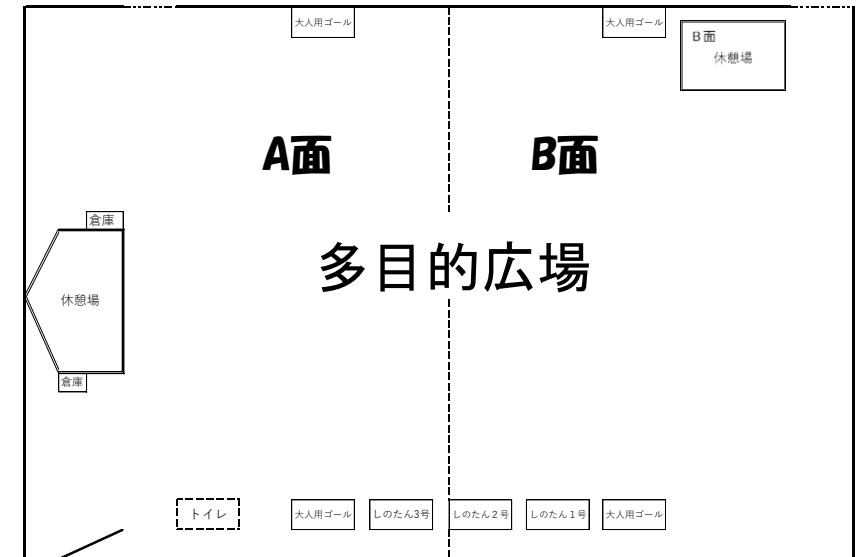 大人用ゴール
大人用ゴール
B面
休憩場
A面
B面
倉庫
多目的広場
休憩場
倉庫
トイレ
大人用ゴール
しのたん3号
しのたん2号
しのたん1号
大人用ゴール